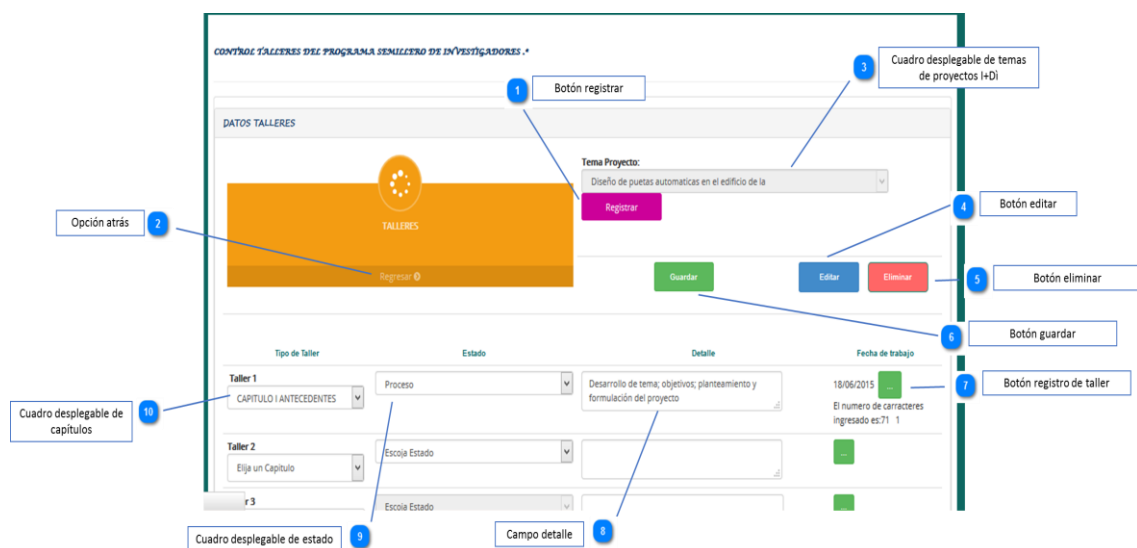 CONTROL TALLERES DEL PROGRAMA SEMILLERO DE INVESTIGADORES .*
3
Cuadro desplegable de temas
de proyectos I+Dì
1
Botón registrar
DATOS TALLERES
Tema Proyecto:
Diseño de puetas automaticas en el edificio de la
Registrar
TALLERES
Opción atrás
2
4
Botón editar
Regresar
Guardar
Editar
Eliminar
5
Botón eliminar
6
Botón guardar
Tipo de Taller
Estado
Detalle
Fecha de trabajo
Taller 1
CAPITULO I ANTECEDENTES
Proceso
Desarrollo de tema; objetivos; planteamiento y
formulación del proyecto
18/06/2015
...
7
Botón registro de taller
El numero de carracteres
ingresado es:71 1
Cuadro desplegable de
capítulos
10
Taller 2
Elija un Capitulo
Escoja Estado
...
r 3
Escoja Estado
...
Cuadro desplegable de estado
9
Campo detalle
8